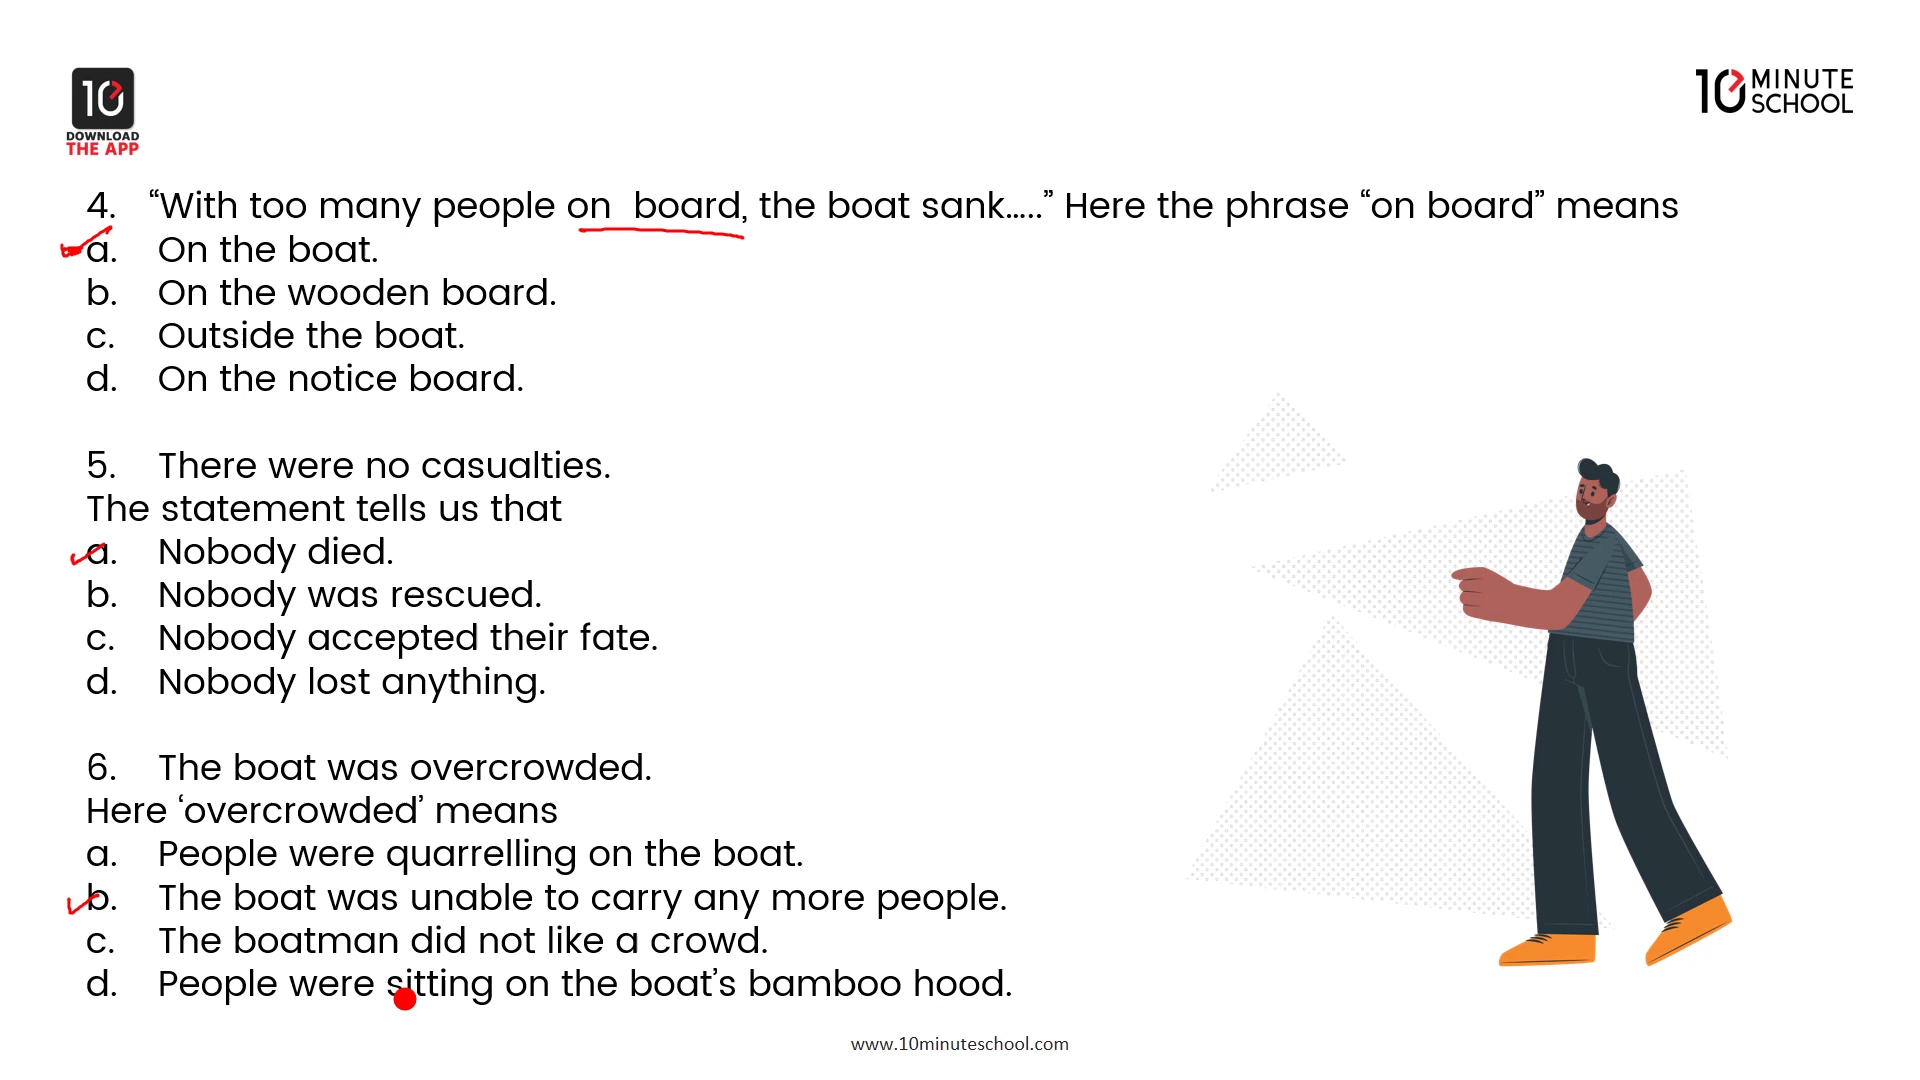 10
DOWNLOAD
THE APP
10 MINUTE
SCHOOL
4. “With too many people on board, the boat sank.....” Here the phrase “on board” means
a. On the boat.
b. On the wooden board.
c. Outside the boat.
d. On the notice board.
5. There were no casualties.
The statement tells us that
a. Nobody died.
b. Nobody was rescued.
c. Nobody accepted their fate.
d. Nobody lost anything.
6. The boat was overcrowded.
Here ‘overcrowded’ means
a. People were quarrelling on the boat.
b. The boat was unable to carry any more people.
c. The boatman did not like a crowd.
d. People were sitting on the boat’s bamboo hood.
www.10minuteschool.com